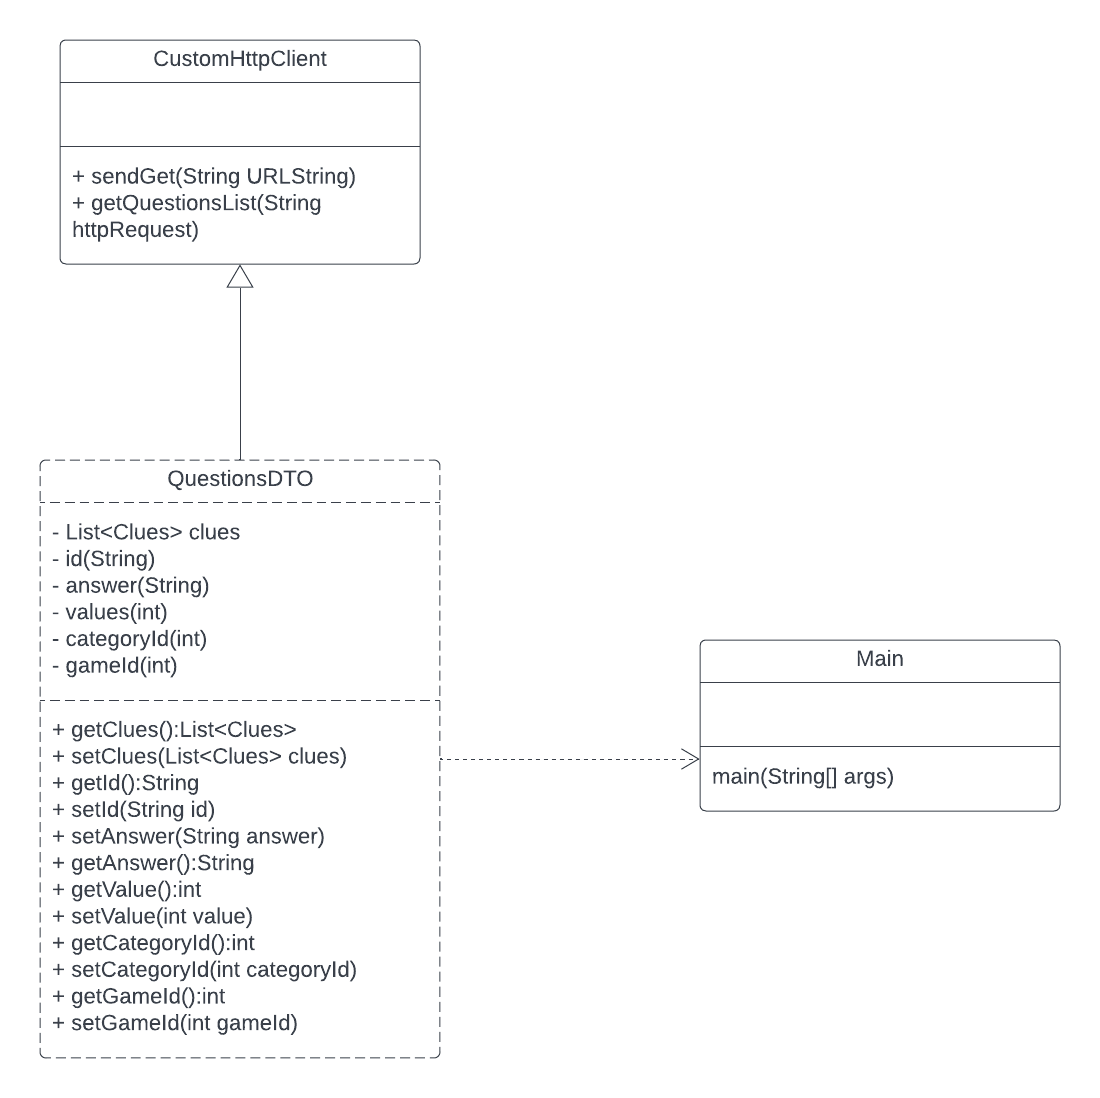 CustomHttpClient
+ sendGet(String URLString)
+ getQuestionsList(String
httpRequest)
QuestionsDTO
- List<Clues> clues
- id(String)
- answer(String)
- values(int)
- categoryId(int)
- gameId(int)
+ getClues():List<Clues>
+ setClues(List<Clues> clues)
+ getId():String
+ setId(String id)
+ setAnswer(String answer)
+ getAnswer():String
+ getValue():int
+ setValue(int value)
+ getCategoryId():int
+ setCategoryId(int categoryId)
+ getGameId():int
+ setGameId(int gameId)
Main
main(String[] args)